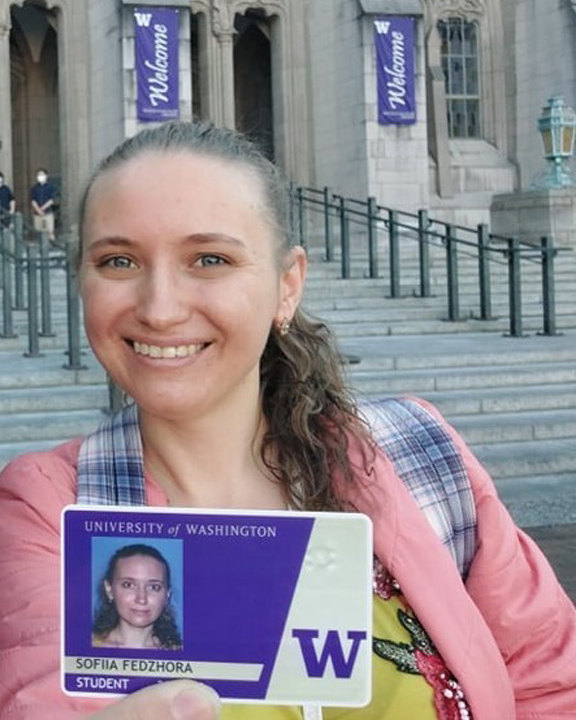 W
Welcome
W
Welcome
UNIVERSITY of WASHINGTON
W
SOFIIA FEDZHORA
STUDENT